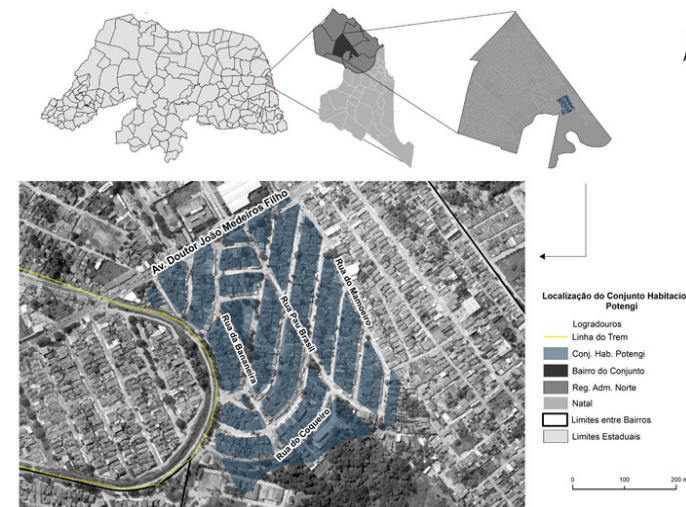 Av. Doutor João Medeiros Filho
Rua do Mamoeiro
Rua Pau Brasil
Rua da Bananeira
Rua do Coqueiro
Localização do Conjunto Habitacio
Potengi
Logradouros
Linha do Trem
Conj. Hab. Potengi
Bairro do Conjunto
Reg. Adm. Norte
Natal
Limites entre Bairros
Limites Estaduais
0 100 200 m